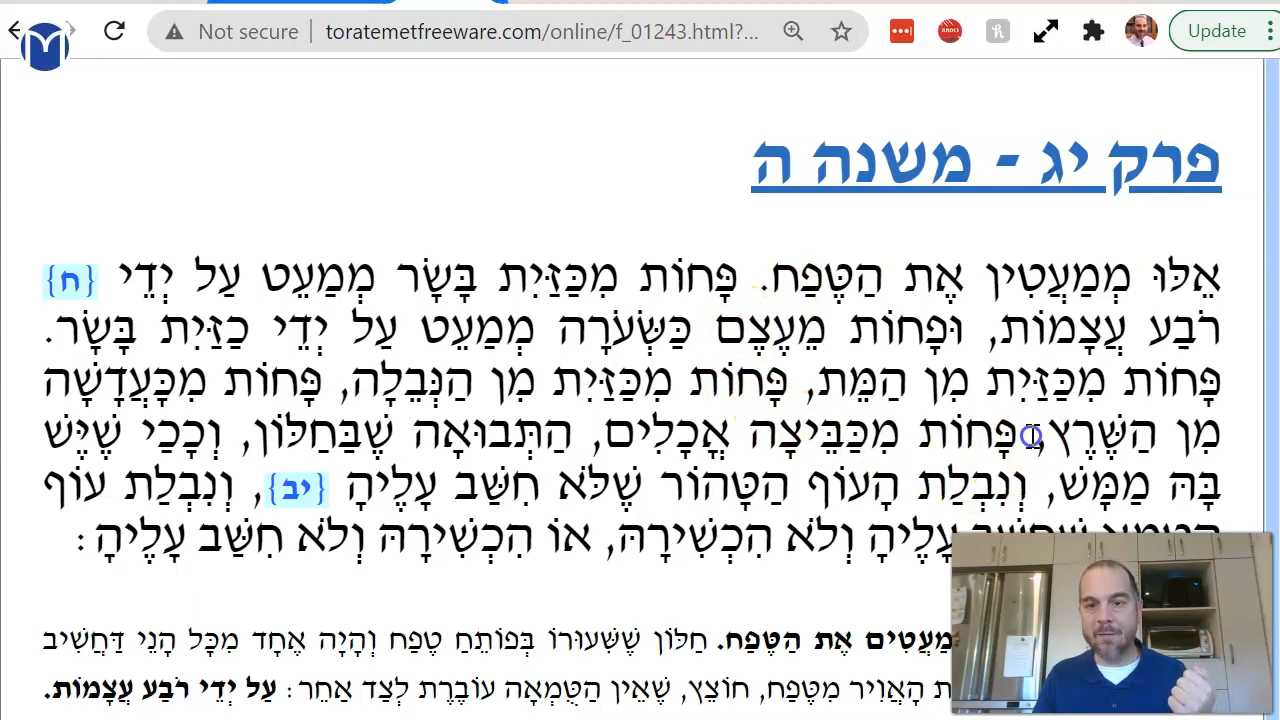 Not secure
toratemetfreeware.com/online/f_01243.html?...
Update
פרק יג - משנה ה
אֵלּוּ מְמַעֲטִין אֶת הַטֶּפַח. פָּחוֹת מִכַּזַּיִת בָּשָׂר מְמַעֵט עַל יְדֵי {ח}
רֹבַע עֲצָמוֹת, וּפָחוֹת מֵעֶצֶם כַּשְּׂעֹרָה מְמַעֵט עַל יְדֵי כַזַּיִת בָּשָׂר.
פָּחוֹת מִכַּזַּיִת מִן הַמֵּת, פָּחוֹת מִכַּזַּיִת מִן הַנְּבֵלָה, פָּחוֹת מִכָּעֲדָשָׁה
מִן הַשֶּׁרֶץ, פָּחוֹת מִכַּבֵּיצָה אֳכָלִים, הַתְּבוּאָה שֶׁבַּחַלּוֹן, וְכָכַי שֶׁיֶּשׁ
בָּהּ מַמָּשׁ, וְנִבְלַת הָעוֹף הַטָּהוֹר שֶׁלֹּא חִשַּׁב עָלֶיהָ {יב}, וְנִבְלַת עוֹף
עָלֶיהָ וְלֹא הִכְשִׁירָהּ, אוֹ הִכְשִׁירָהּ וְלֹא חִשַּׁב עָלֶיהָ:
אֶת הַטֶּפַח. חַלּוֹן שֶׁשִּׁעוּרוֹ בְּפוֹתֵחַ טֶפַח וְהָיָה אֶחָד מִכָּל הָנֵי דַּחֲשִׁיב
הָאֲוִיר מִטֶּפַח, חוֹצֵץ, שֶׁאֵין הַטֻּמְאָה עוֹבֶרֶת לְצַד אַחֵר: עַל יְדֵי רֹבַע עֲצָמוֹת.